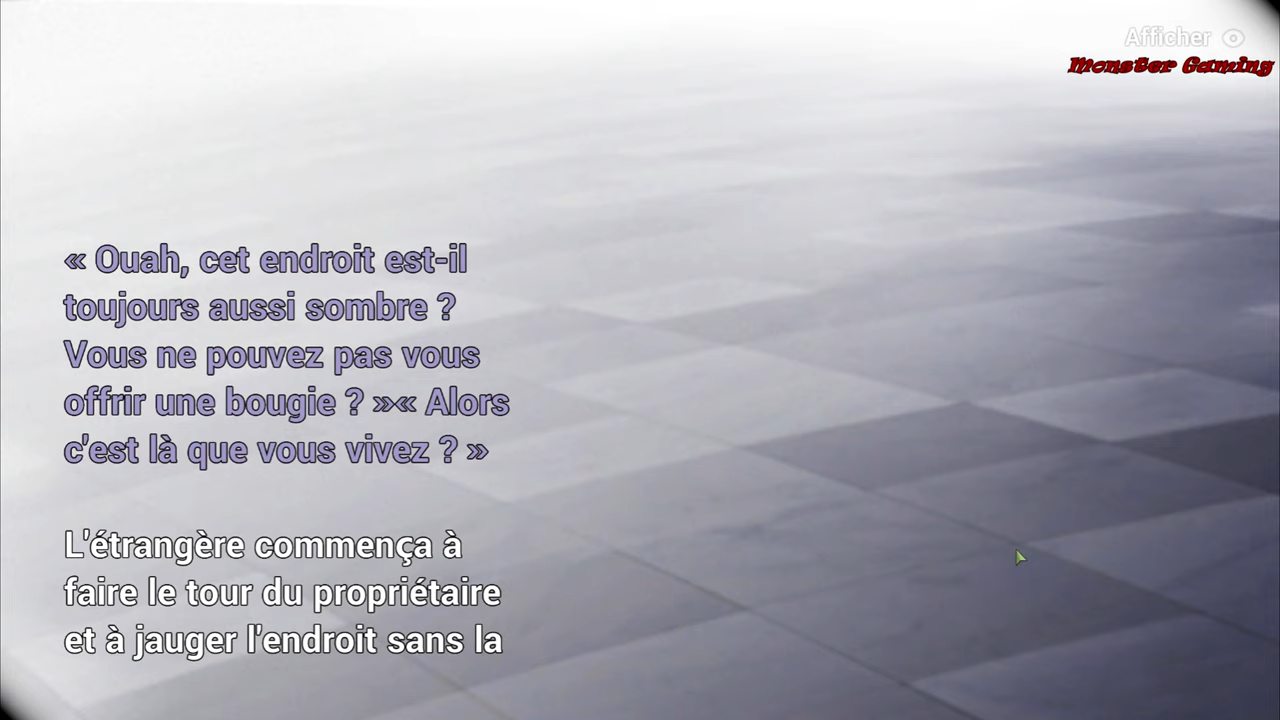 Afficher
Monster Gaming
« Ouah, cet endroit est-il
toujours aussi sombre ?
Vous ne pouvez pas vous
offrir une bougie ? »« Alors
c'est là que vous vivez ? »
L'étrangère commença à
faire le tour du propriétaire
et à jauger l'endroit sans la